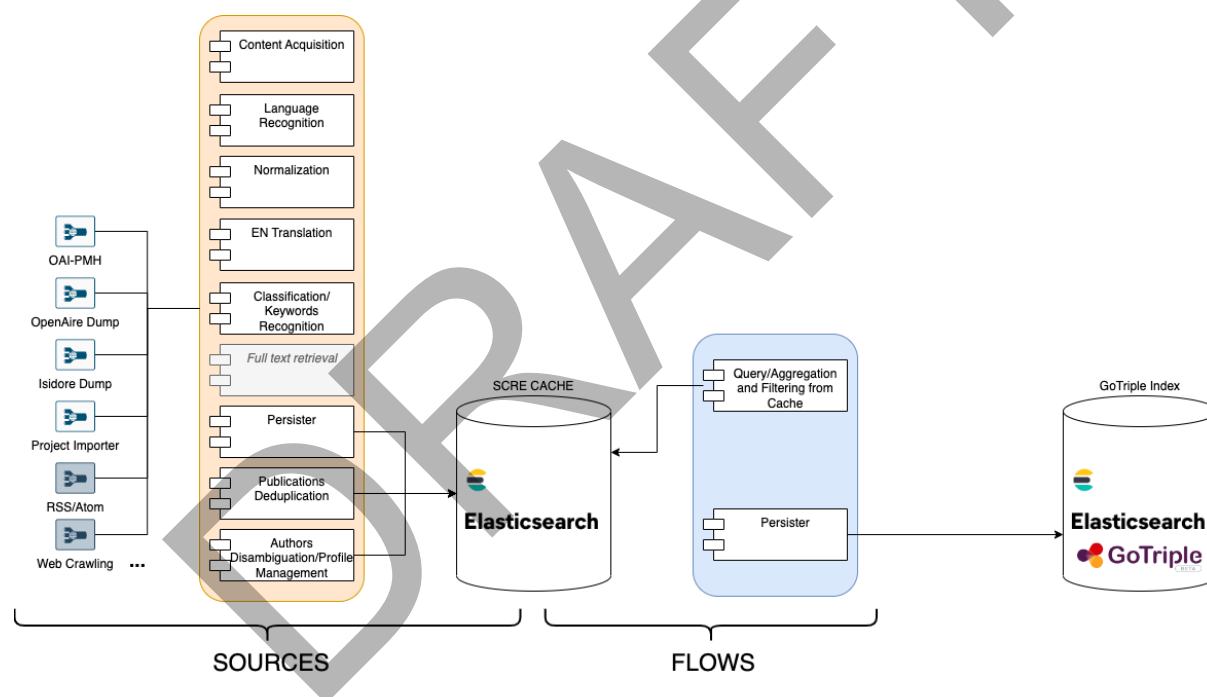 Content Acquisition
Language
Recognition
Normalization
EN Translation
Classification/
Keywords
Recognition
Full text retrieval
Persister
Publications
Deduplication
Authors
Disambiguation/Profile
Management
OAI-PMH
OpenAire Dump
Isidore Dump
Project Importer
RSS/Atom
Web Crawling
...
SCRE CACHE
Elasticsearch
Query/Aggregation
and Filtering from
Cache
Persister
GoTriple Index
Elasticsearch
GoTriple
BETA
SOURCES
FLOWS
DRAFT